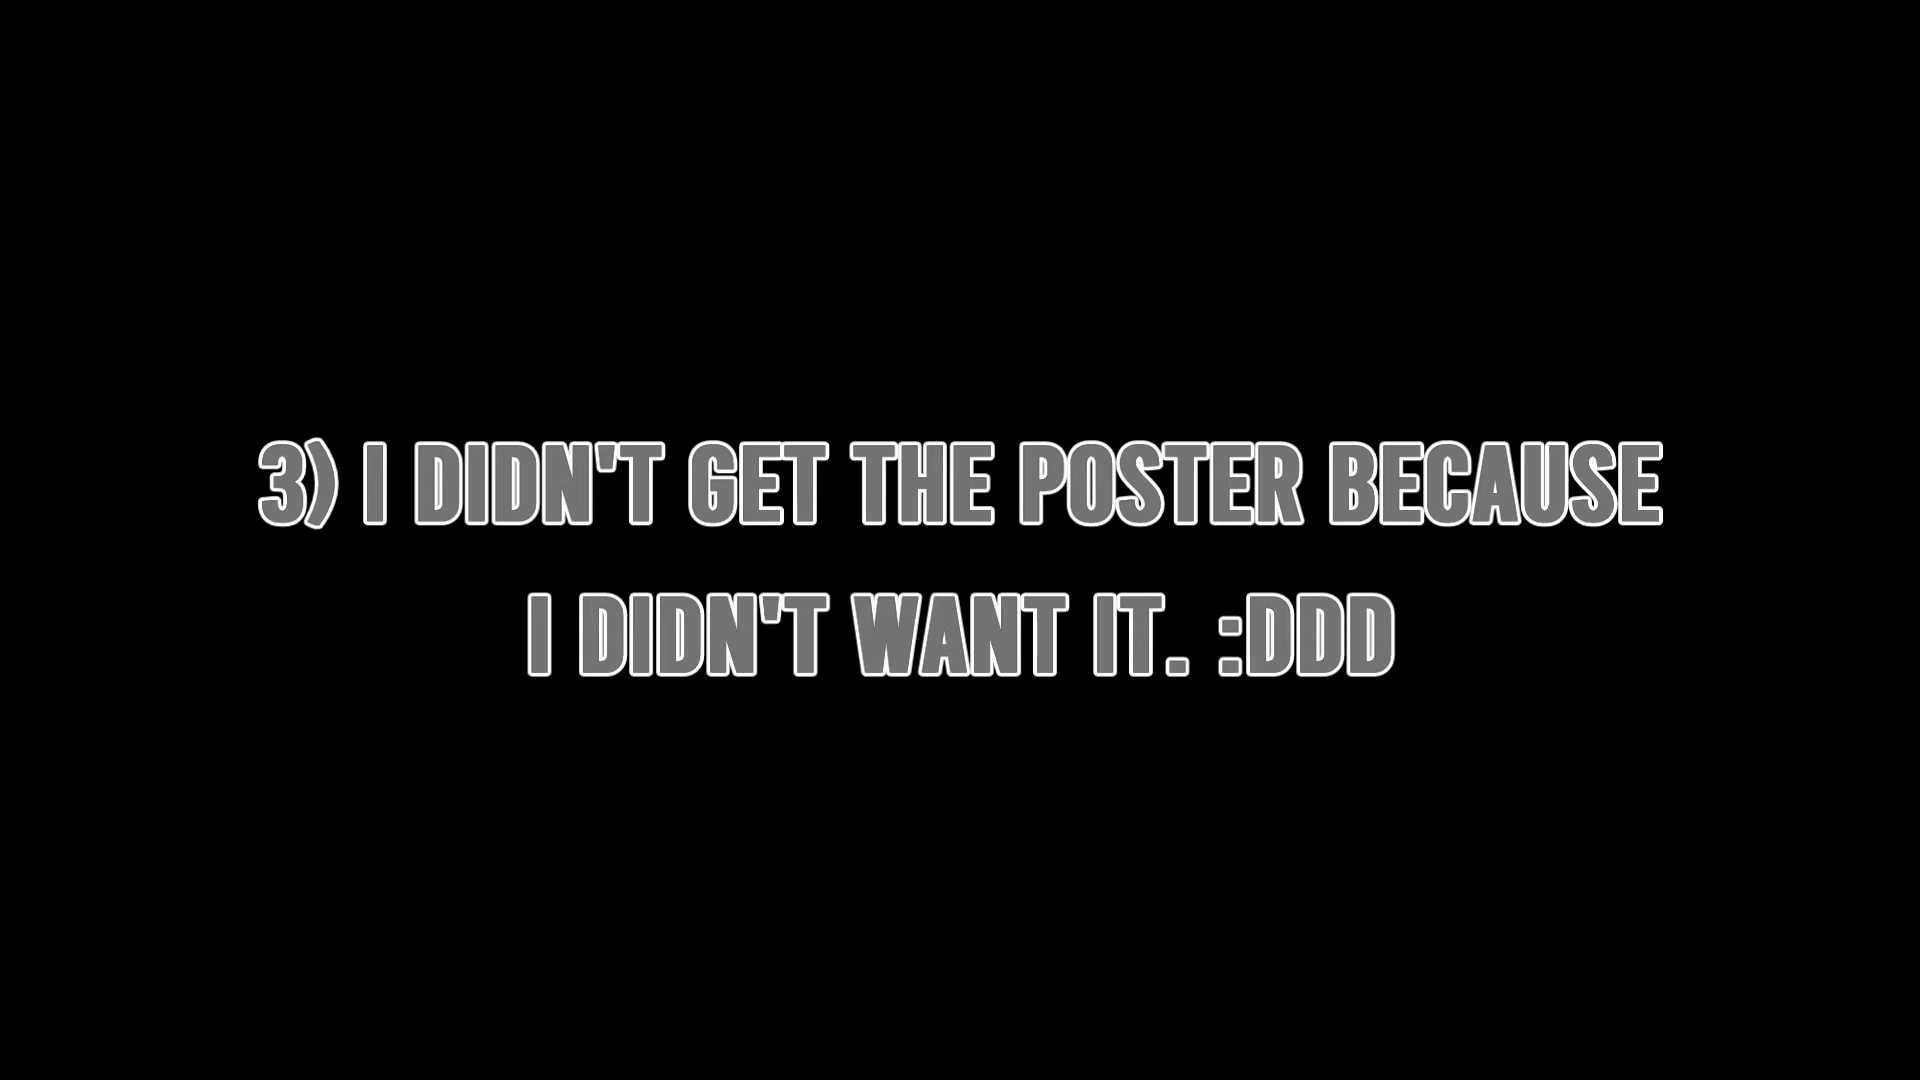 3) I DIDN'T GET THE POSTER BECAUSE
I DIDN'T WANT IT. :DDD